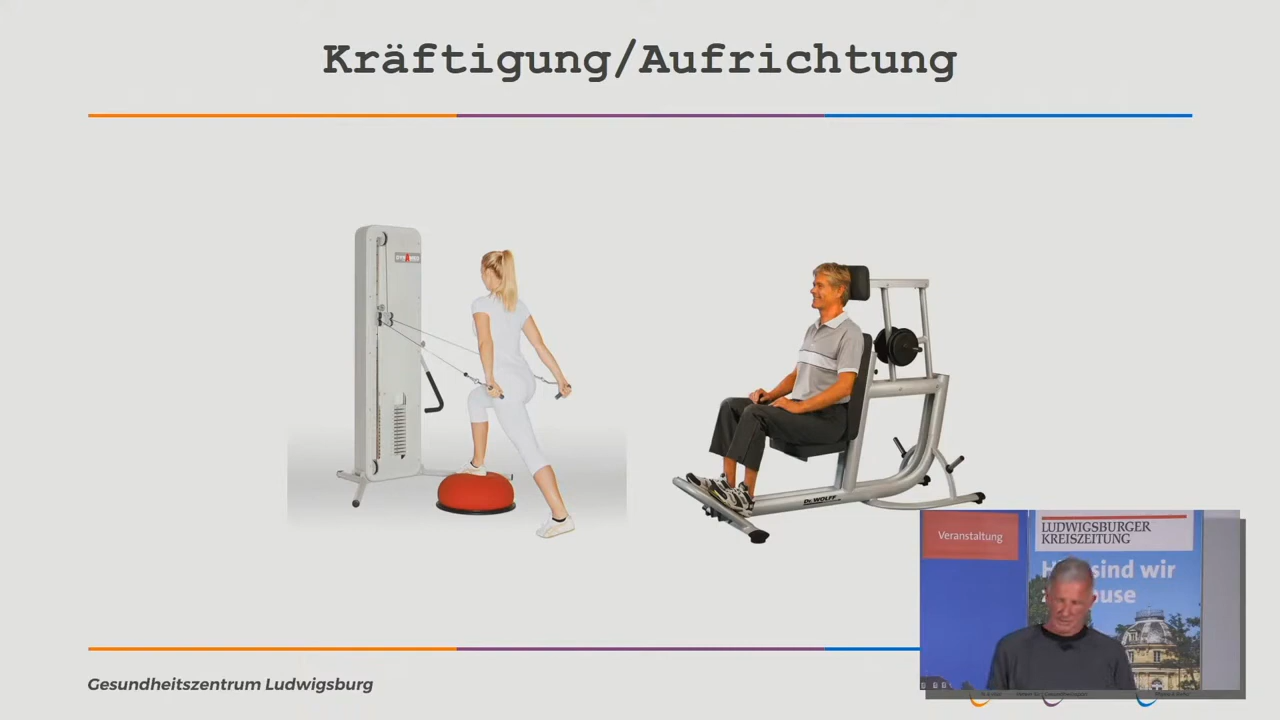 Kräftigung/Aufrichtung
Dr. WOLFF
Veranstaltung
LUDWIGSBURGER
KREISZEITUNG
sind wir
Gesundheitszentrum Ludwigsburg